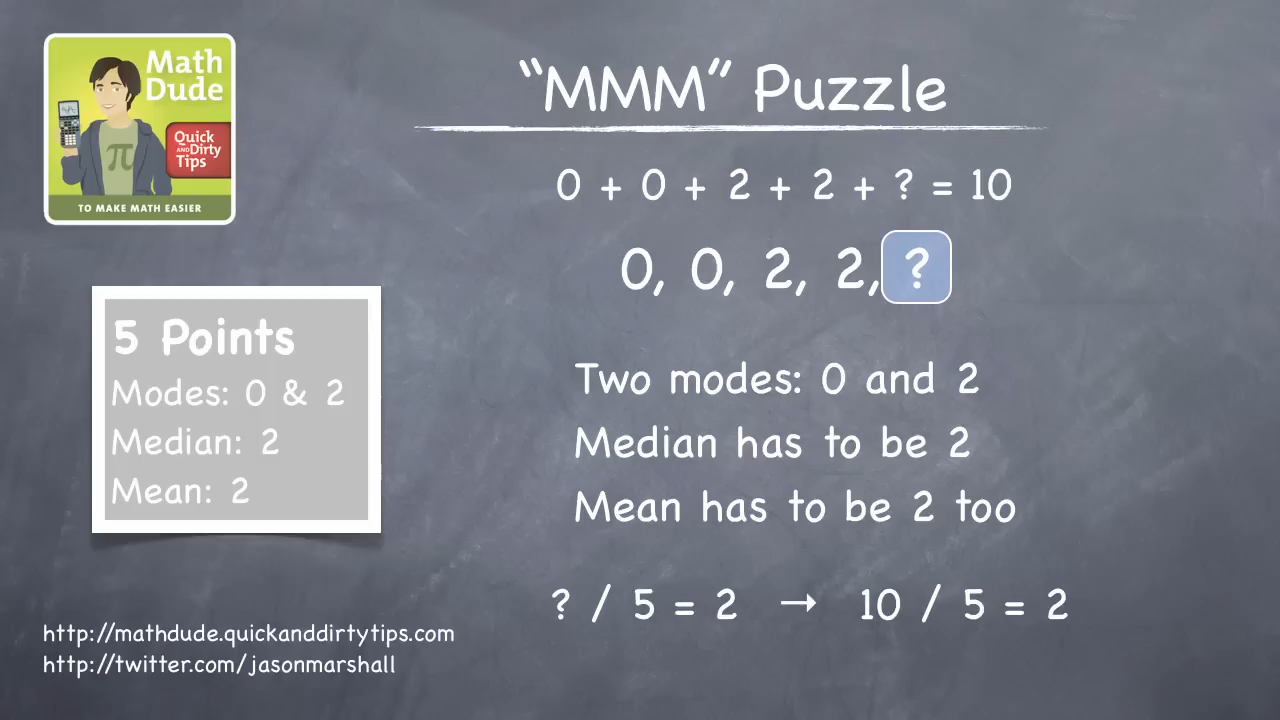 Math
Dude
Quick
AND Dirty
Tips
π
TO MAKE MATH EASIER
“MMM” Puzzle
0 + 0 + 2 + 2 + ? = 10
0, 0, 2, 2, ?
5 Points
Modes: 0 & 2
Median: 2
Mean: 2
Two modes: 0 and 2
Median has to be 2
Mean has to be 2 too
? / 5 = 2 → 10 / 5 = 2
http://mathdude.quickanddirtytips.com
http://twitter.com/jasonmarshall